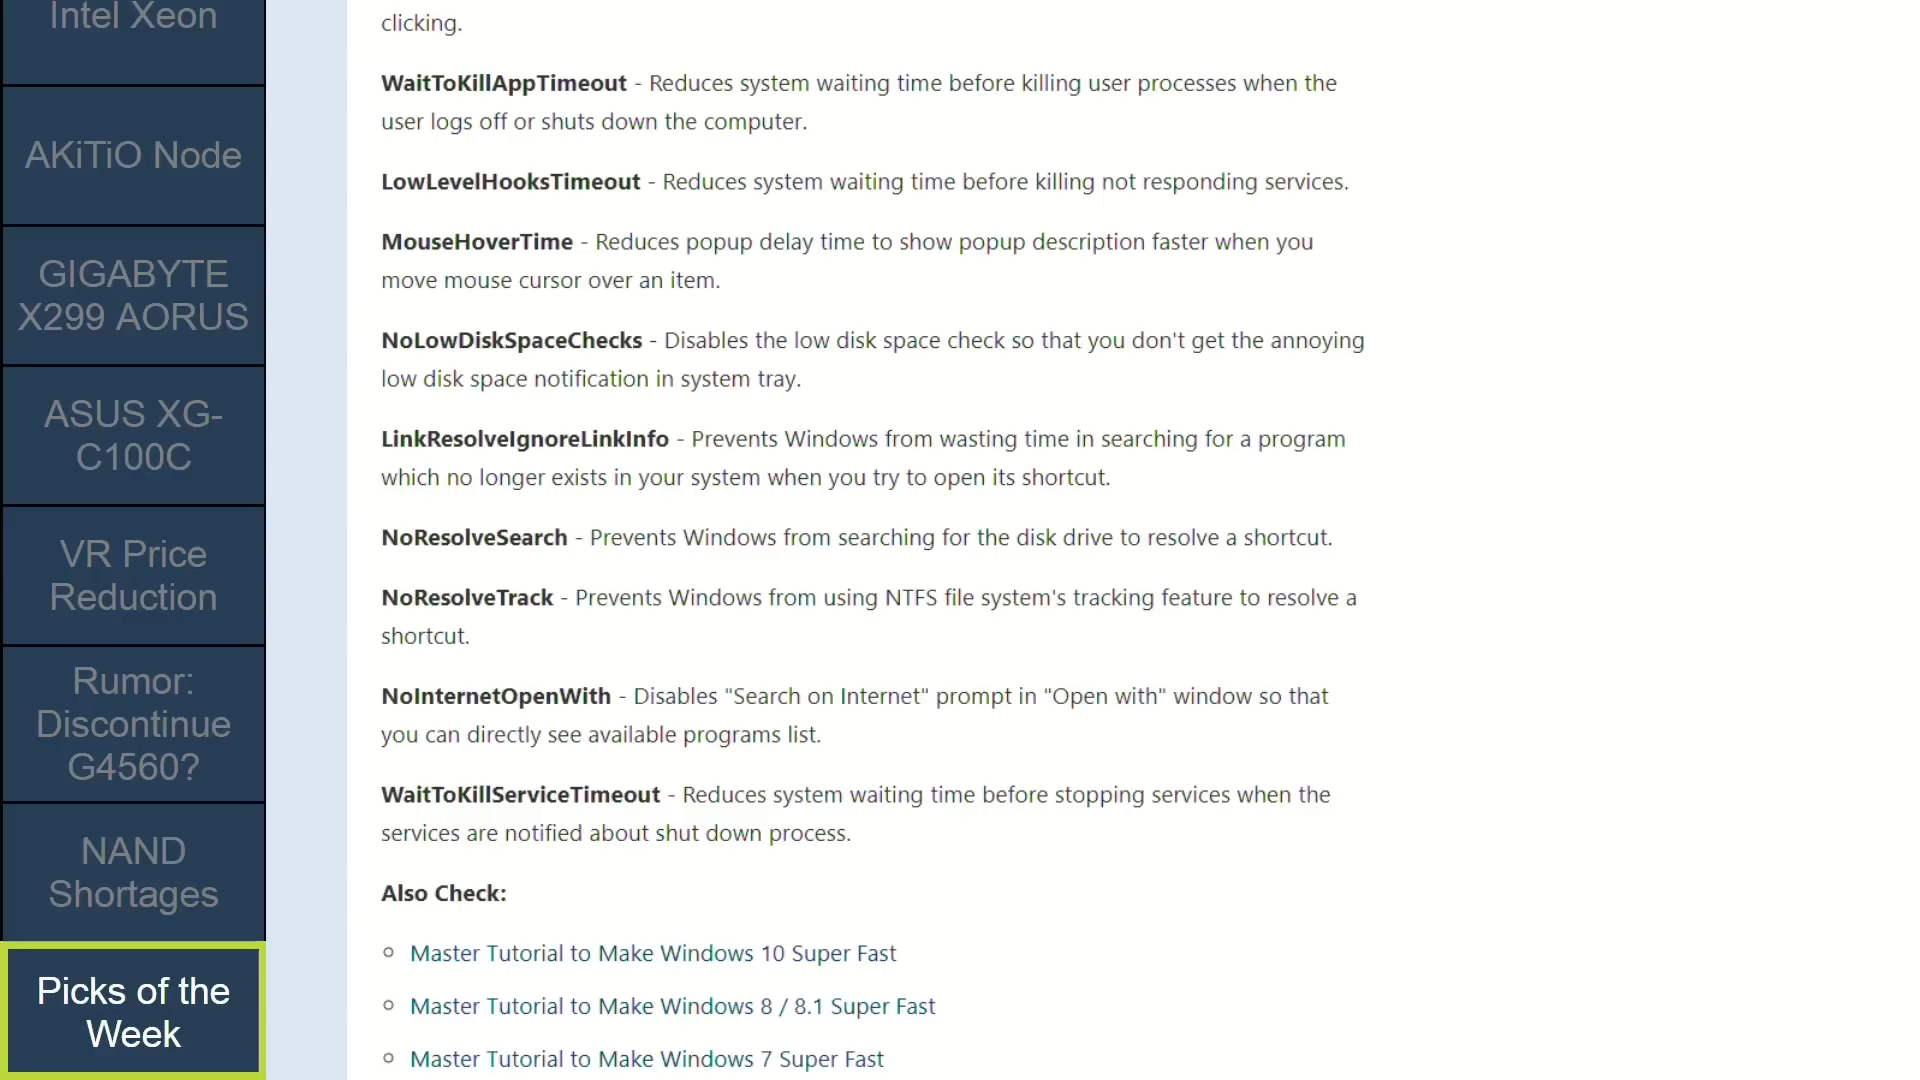 Intel Xeon
AKiTiO Node
GIGABYTE
X299 AORUS
ASUS XG-
C100C
VR Price
Reduction
Rumor:
Discontinue
G4560?
NAND
Shortages
Picks of the
Week
clicking.
WaitToKillAppTimeout - Reduces system waiting time before killing user processes when the
user logs off or shuts down the computer.
LowLevelHooksTimeout - Reduces system waiting time before killing not responding services.
MouseHoverTime - Reduces popup delay time to show popup description faster when you
move mouse cursor over an item.
NoLowDiskSpaceChecks - Disables the low disk space check so that you don't get the annoying
low disk space notification in system tray.
LinkResolveIgnoreLinkInfo - Prevents Windows from wasting time in searching for a program
which no longer exists in your system when you try to open its shortcut.
NoResolveSearch - Prevents Windows from searching for the disk drive to resolve a shortcut.
NoResolveTrack - Prevents Windows from using NTFS file system's tracking feature to resolve a
shortcut.
NoInternetOpenWith - Disables "Search on Internet" prompt in "Open with" window so that
you can directly see available programs list.
WaitToKillServiceTimeout - Reduces system waiting time before stopping services when the
services are notified about shut down process.
Also Check:
Master Tutorial to Make Windows 10 Super Fast
Master Tutorial to Make Windows 8 / 8.1 Super Fast
Master Tutorial to Make Windows 7 Super Fast